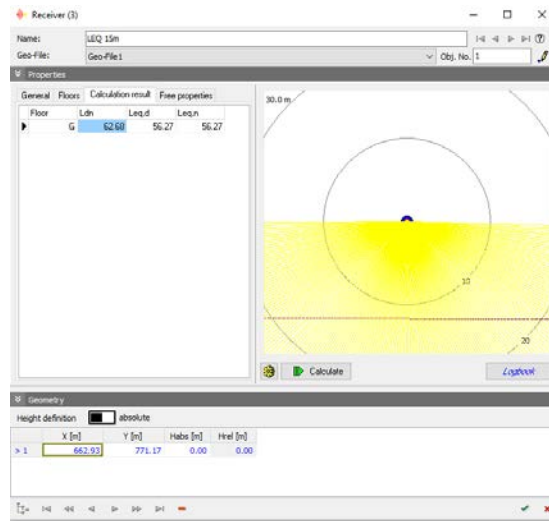 Receiver (3)
Name: LEQ 15m
Geo-File: Geo-File1 Obj. No. 1
Properties
General Floors Calculation result Free properties
Floor Ldn Leq,d Leq,n
G 62.68 56.27 56.27
30.0 m
10
20
Calculate Logbook
Geometry
Height definition absolute
X [m] Y [m] Habs [m] Hrel [m]
> 1 662.93 771.17 0.00 0.00